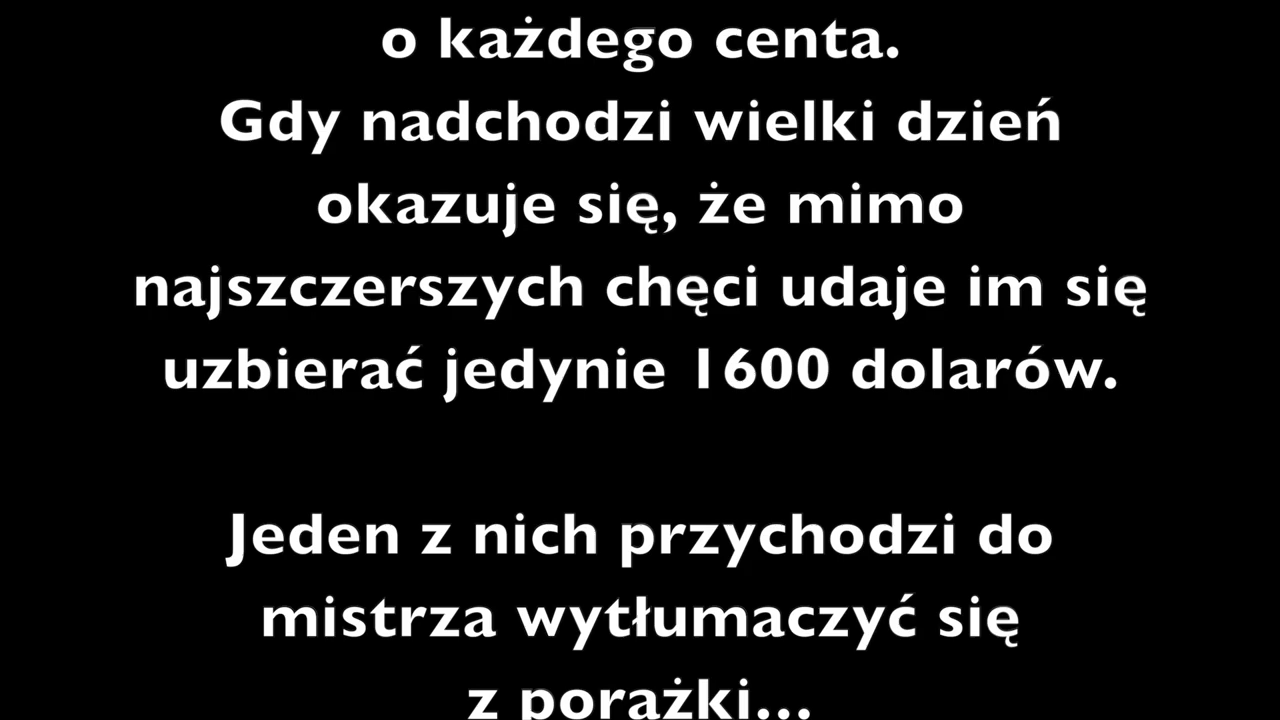 o każdego centa.
Gdy nadchodzi wielki dzień
okazuje się, że mimo
najszczerszych chęci udaje im się
uzbierać jedynie 1600 dolarów.
Jeden z nich przychodzi do
mistrza wytłumaczyć się
z porażki...